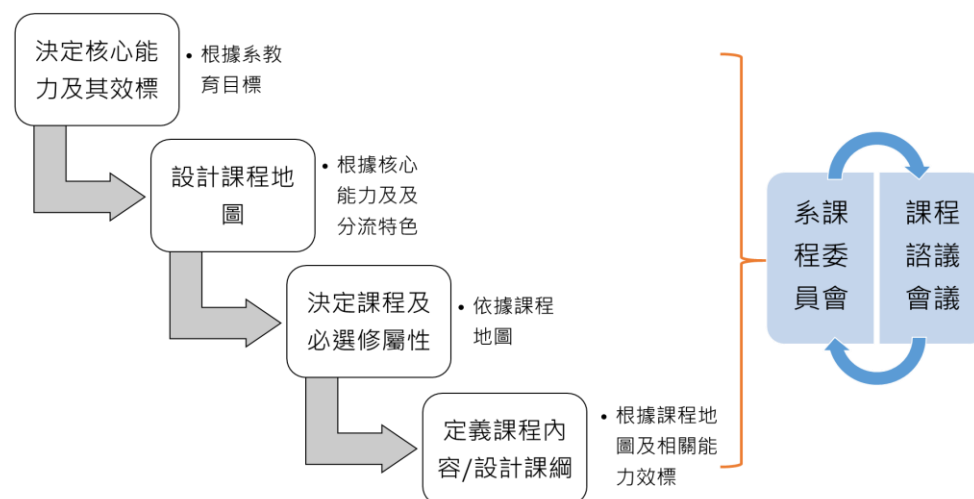 決定核心能
力及其效標
• 根據系教
育目標
設計課程地
圖
• 根據核心
能力及及
分流特色
決定課程及
必選修屬性
• 依據課程
地圖
定義課程內
容/設計課綱
• 根據課程地
圖及相關能
力效標
系課
程委
員會
課程
諮議
會議